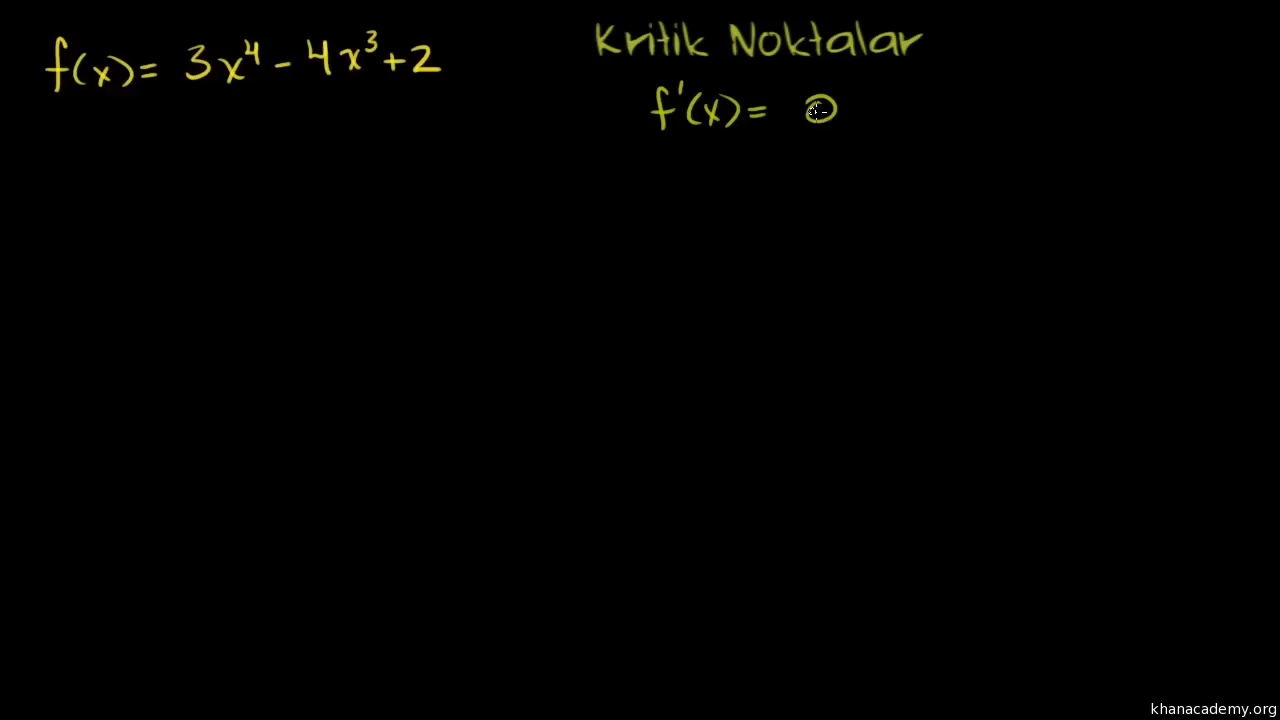 f(x) = 3x⁴ - 4x³ + 2
Kritik Noktalar
f'(x) = 0
khanacademy.org